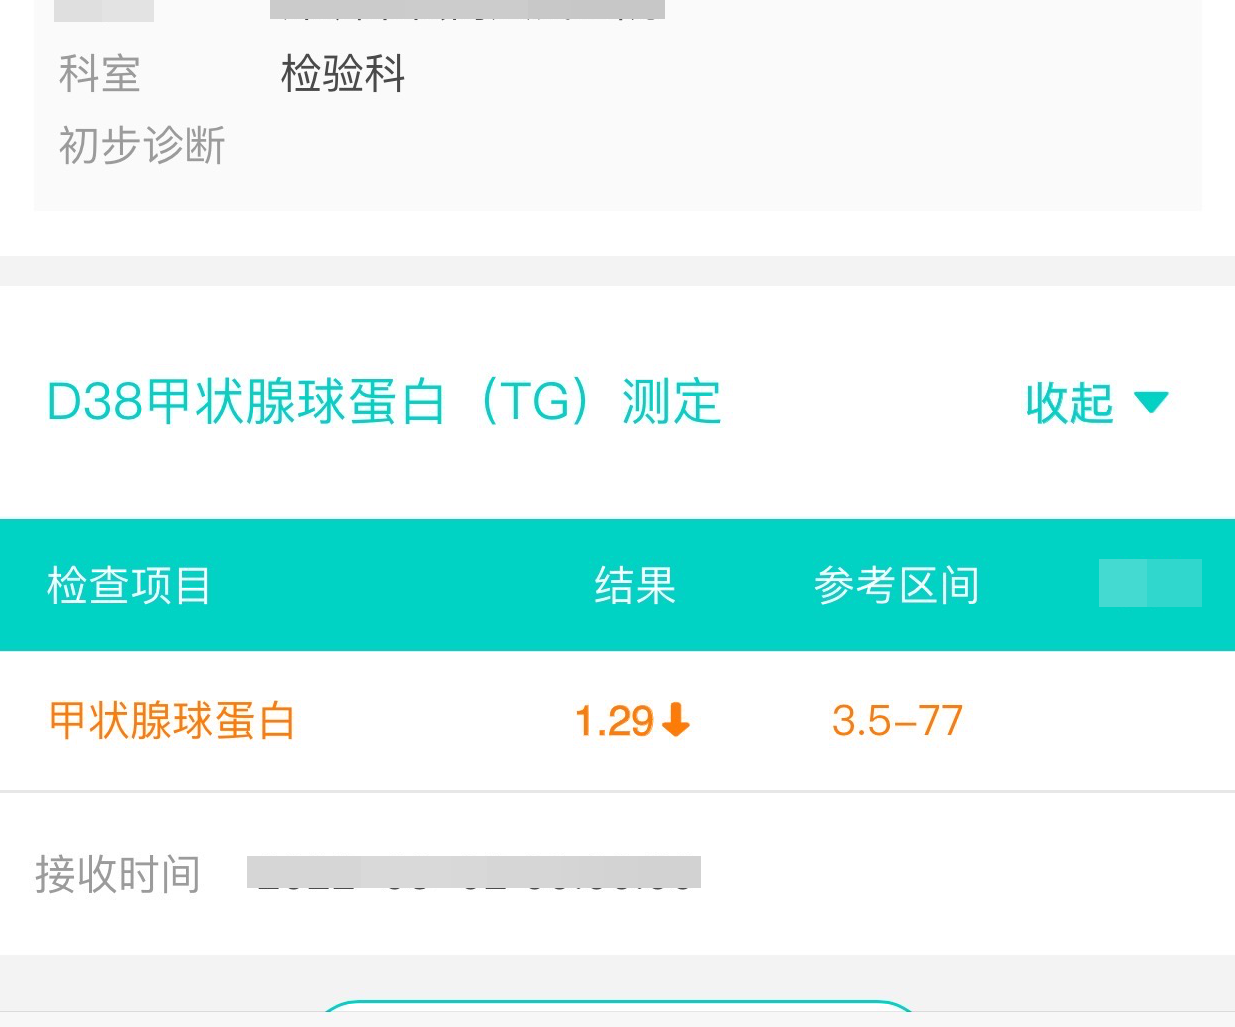 科室 检验科
初步诊断
D38甲状腺球蛋白（TG）测定 收起
检查项目 结果 参考区间
甲状腺球蛋白 1.29 3.5–77
接收时间